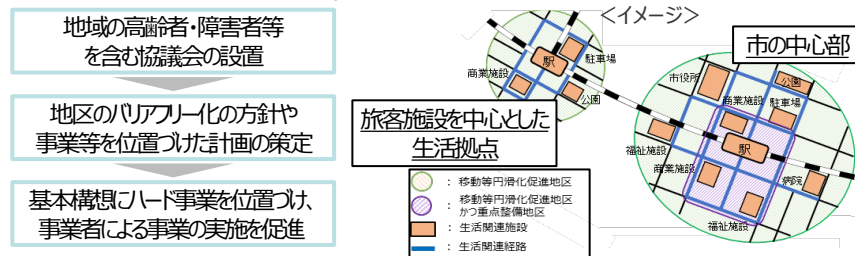 地域の高齢者・障害者等
を含む協議会の設置
地区のバリアフリー化の方針や
事業等を位置づけた計画の策定
基本構想にハード事業を位置づけ、
事業者による事業の実施を促進
<イメージ>
駅
駐車場
商業施設
公園
旅客施設を中心とした
生活拠点
市の中心部
市役所
公園
商業施設
駐車場
福祉施設
駅
商業施設
病院
福祉施設
：移動等円滑化促進地区
：移動等円滑化促進地区
かつ重点整備地区
：生活関連施設
：生活関連経路